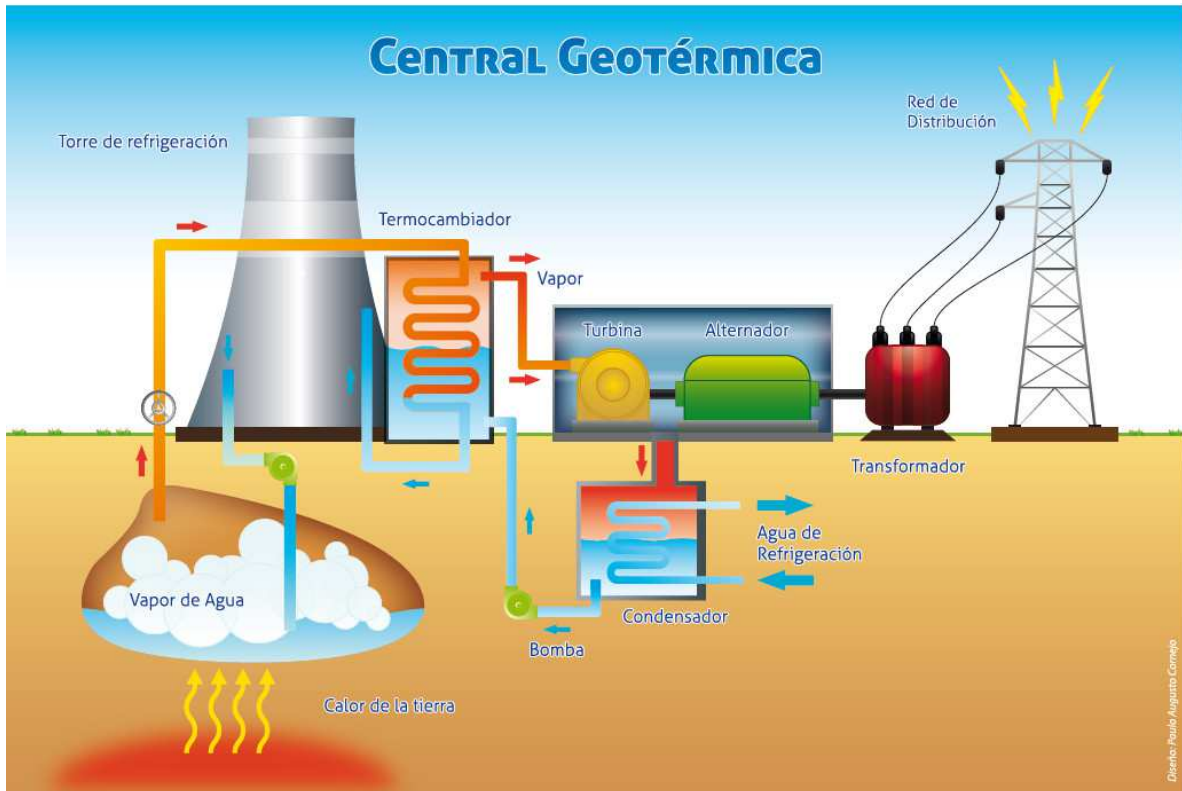 Central Geotérmica
Torre de refrigeración
Red de
Distribución
Termocambiador
Vapor
Turbina
Alternador
Transformador
Agua de
Refrigeración
Vapor de Agua
Condensador
Bomba
Calor de la tierra
Diseño: Paula Augusto Cornejo